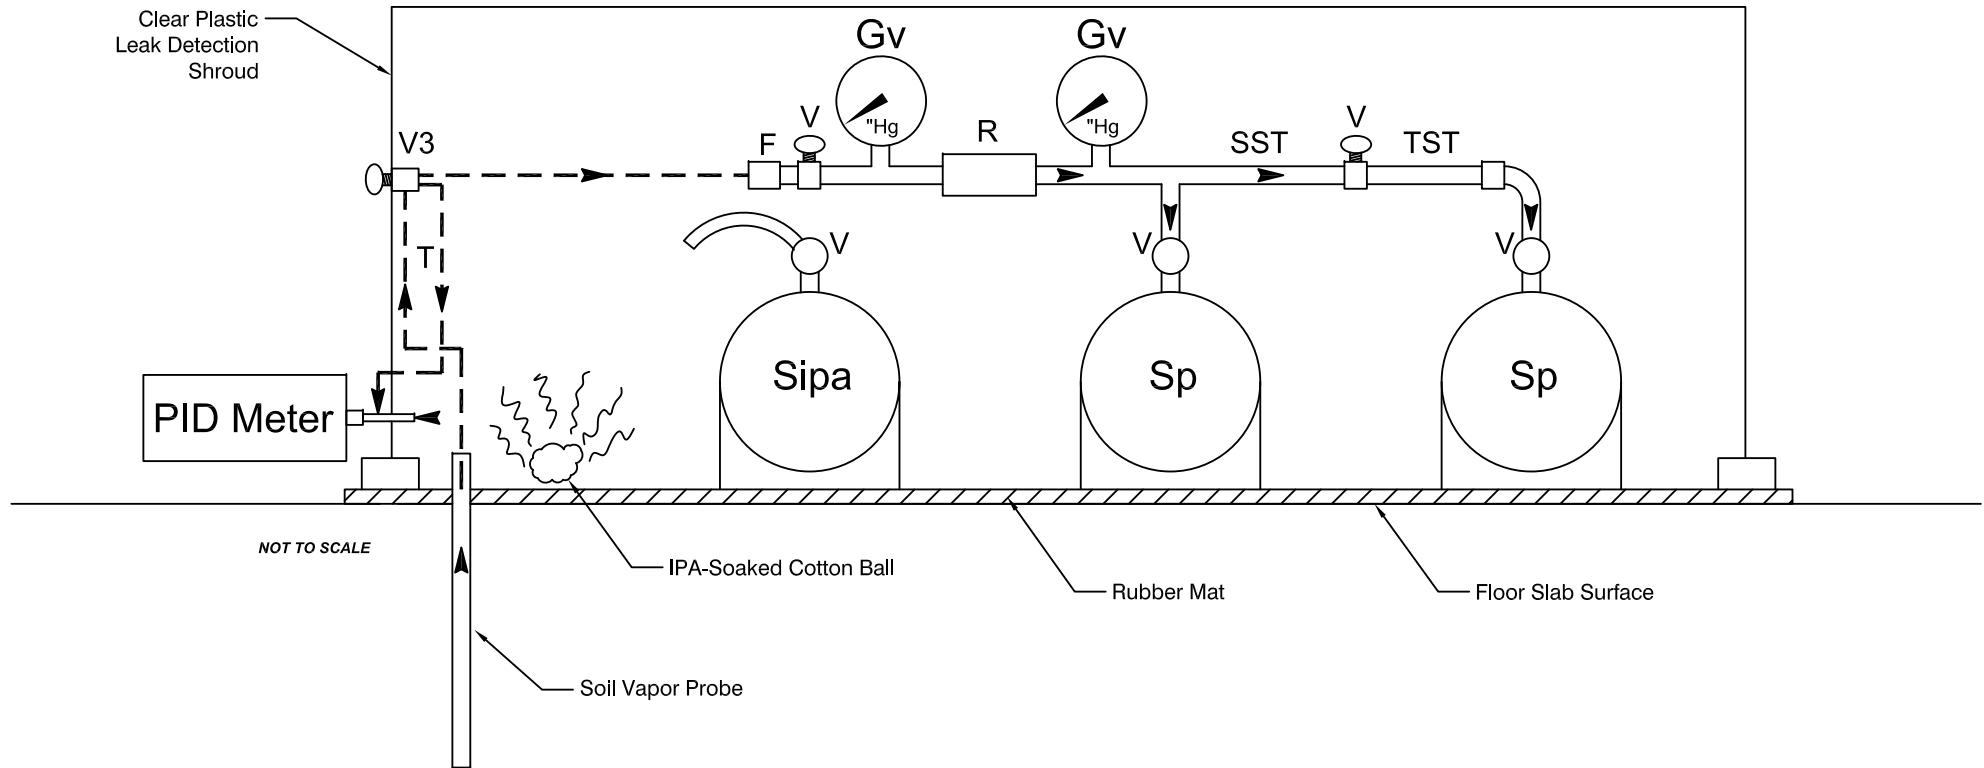 Clear Plastic
Leak Detection
Shroud
Gv
Gv
"Hg
"Hg
V3
F
V
R
SST
V
TST
T
V
V
V
PID Meter
Sipa
Sp
Sp
NOT TO SCALE
IPA-Soaked Cotton Ball
Rubber Mat
Floor Slab Surface
Soil Vapor Probe